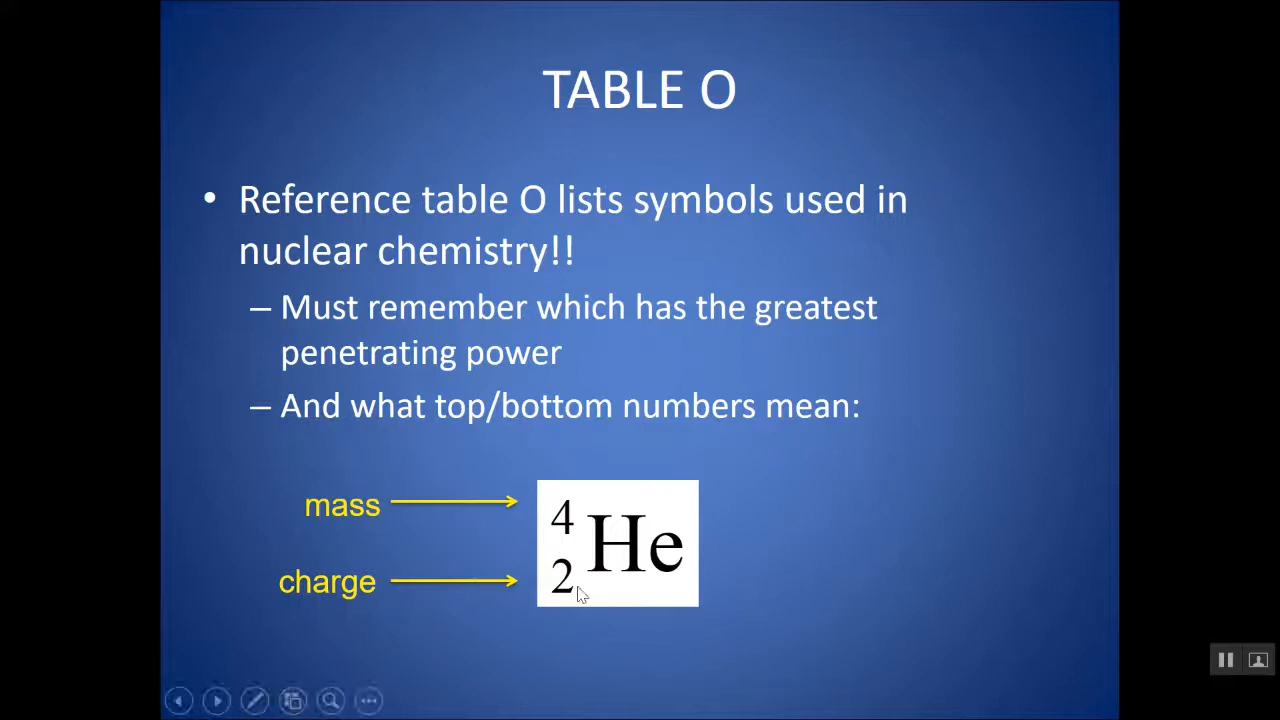 TABLE O
• Reference table O lists symbols used in
nuclear chemistry!!
– Must remember which has the greatest
penetrating power
– And what top/bottom numbers mean:
mass
charge
4
2
He